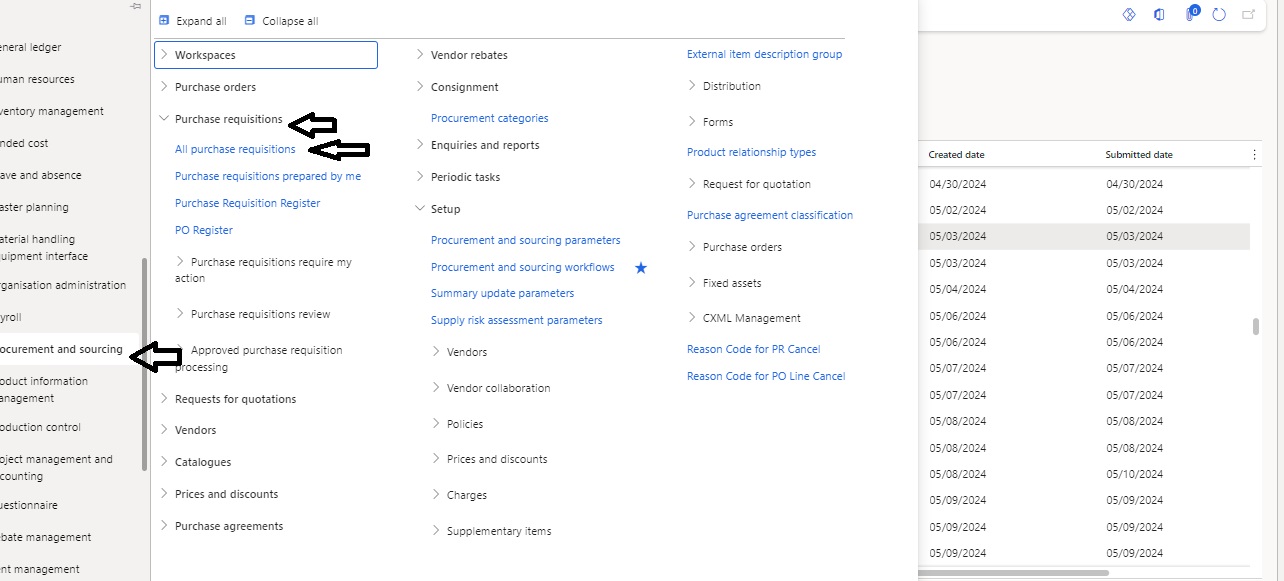 Expand all
Collapse all
0
eneral ledger
uman resources
ventory management
nded cost
ave and absence
aster planning
aterial handling
quipment interface
rganisation administration
yroll
ocurement and sourcing
oduct information
anagement
oduction control
oject management and
ccounting
uestionnaire
ebate management
ent management
Workspaces
Purchase orders
Purchase requisitions
All purchase requisitions
Purchase requisitions prepared by me
Purchase Requisition Register
PO Register
Purchase requisitions require my
action
Purchase requisitions review
Approved purchase requisition
processing
Requests for quotations
Vendors
Catalogues
Prices and discounts
Purchase agreements
Vendor rebates
Consignment
Procurement categories
Enquiries and reports
Periodic tasks
Setup
Procurement and sourcing parameters
Procurement and sourcing workflows
Summary update parameters
Supply risk assessment parameters
Vendors
Vendor collaboration
Policies
Prices and discounts
Charges
Supplementary items
External item description group
Distribution
Forms
Product relationship types
Request for quotation
Purchase agreement classification
Purchase orders
Fixed assets
CXML Management
Reason Code for PR Cancel
Reason Code for PO Line Cancel
Created date Submitted date
04/30/2024 04/30/2024
05/02/2024 05/02/2024
05/03/2024 05/03/2024
05/03/2024 05/03/2024
05/04/2024 05/04/2024
05/06/2024 05/06/2024
05/06/2024 05/06/2024
05/07/2024 05/07/2024
05/07/2024 05/07/2024
05/08/2024 05/08/2024
05/08/2024 05/08/2024
05/08/2024 05/10/2024
05/09/2024 05/09/2024
05/09/2024 05/09/2024
05/09/2024 05/09/2024